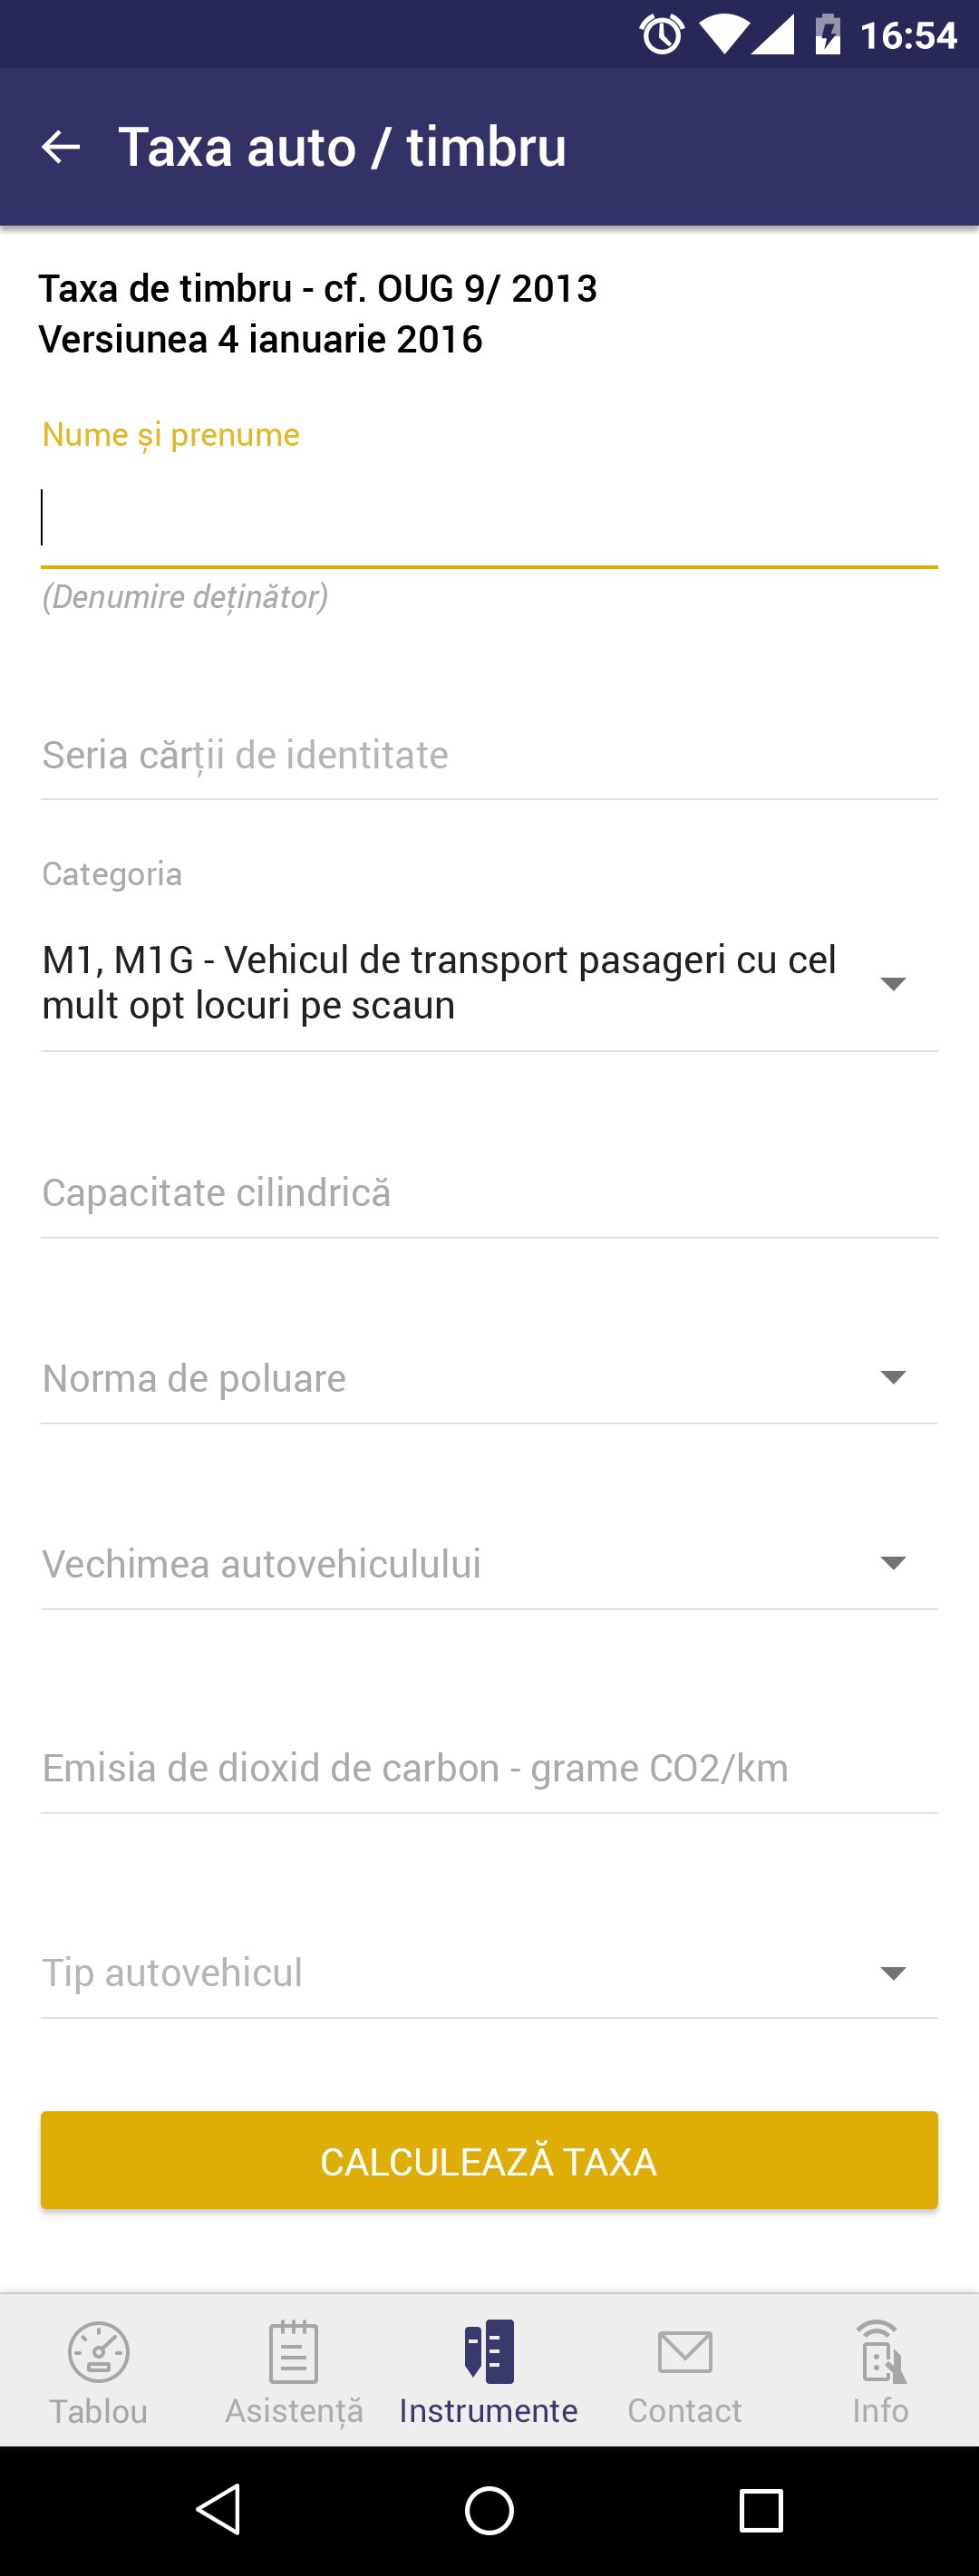 16:54
Taxa auto / timbru
Taxa de timbru - cf. OUG 9/ 2013
Versiunea 4 ianuarie 2016
Nume și prenume
(Denumire deținător)
Seria cărții de identitate
Categoria
M1, M1G - Vehicul de transport pasageri cu cel
mult opt locuri pe scaun
Capacitate cilindrică
Norma de poluare
Vechimea autovehiculului
Emisia de dioxid de carbon - grame CO2/km
Tip autovehicul
CALCULEAZĂ TAXA
Tablou
Asistență
Instrumente
Contact
Info